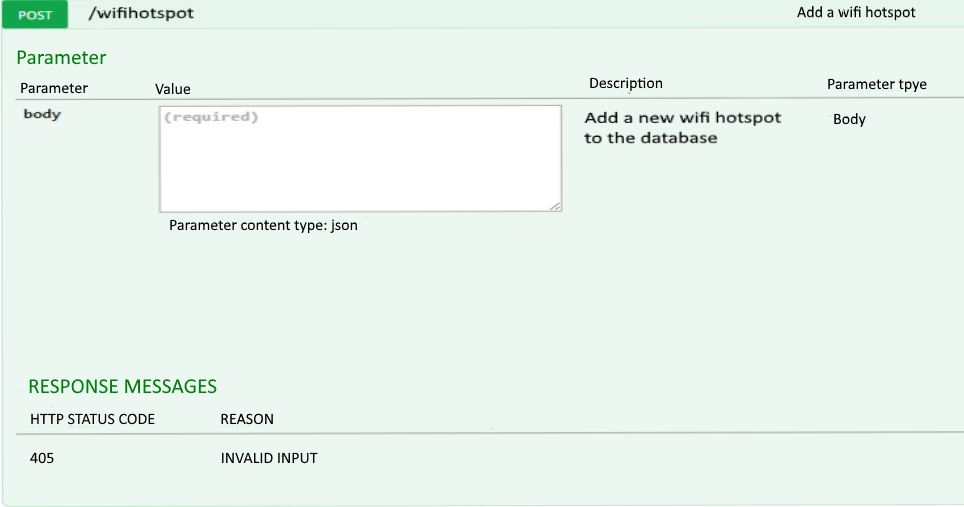 POST /wifihotspot Add a wifi hotspot
Parameter
Parameter Value Description Parameter tpye
body (required) Add a new wifi hotspot Body
to the database
Parameter content type: json
RESPONSE MESSAGES
HTTP STATUS CODE REASON
405 INVALID INPUT